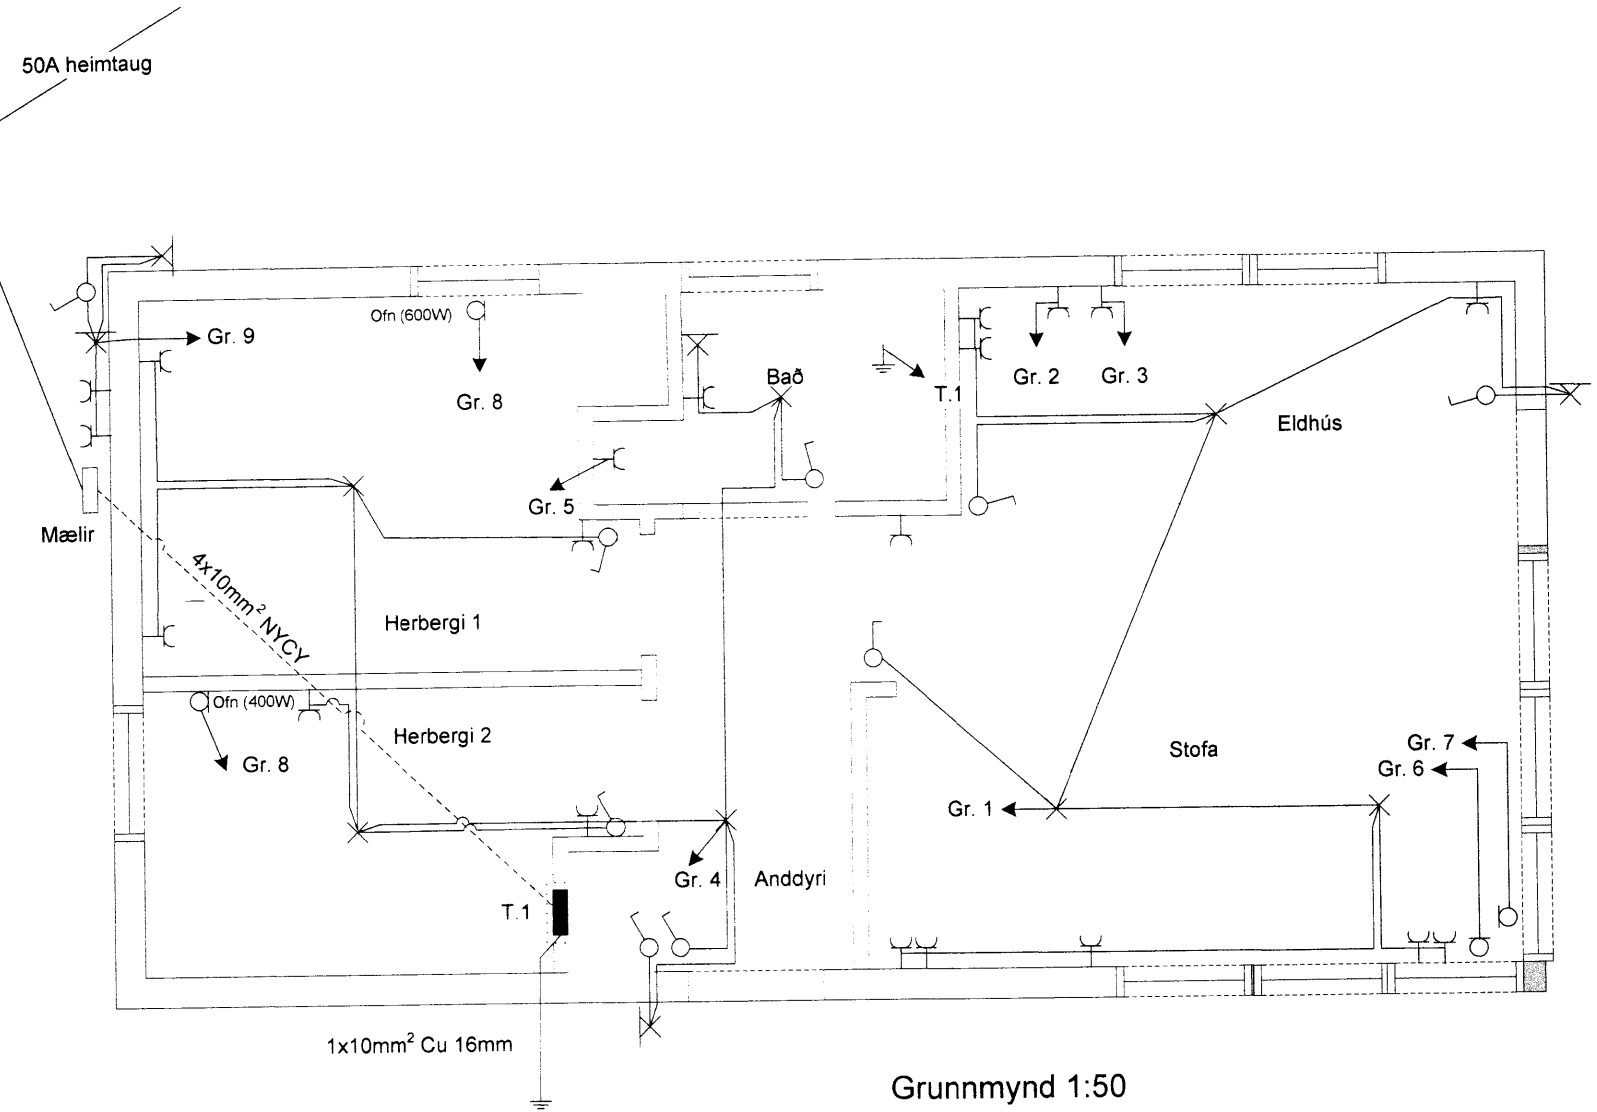 50A heimtaug
Gr. 9
Ofn (600W)
Gr. 8
Bað
T.1
Gr. 2
Gr. 3
Eldhús
Gr. 5
Mælir
4x10mm² NYCY
Herbergi 1
Ofn (400W)
Herbergi 2
Gr. 8
Stofa
Gr. 7
Gr. 6
Gr. 1
Gr. 4
Anddyri
T.1
1x10mm² Cu 16mm
Grunnmynd 1:50